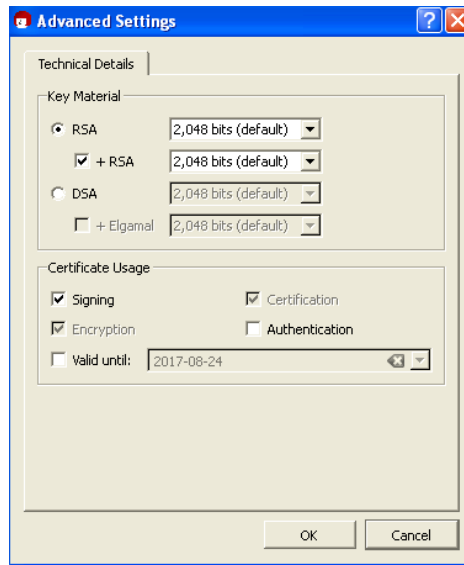 Advanced Settings
Technical Details
Key Material
RSA 2,048 bits (default)
+ RSA 2,048 bits (default)
DSA 2,048 bits (default)
+ Elgamal 2,048 bits (default)
Certificate Usage
Signing Certification
Encryption Authentication
Valid until: 2017-08-24
OK Cancel